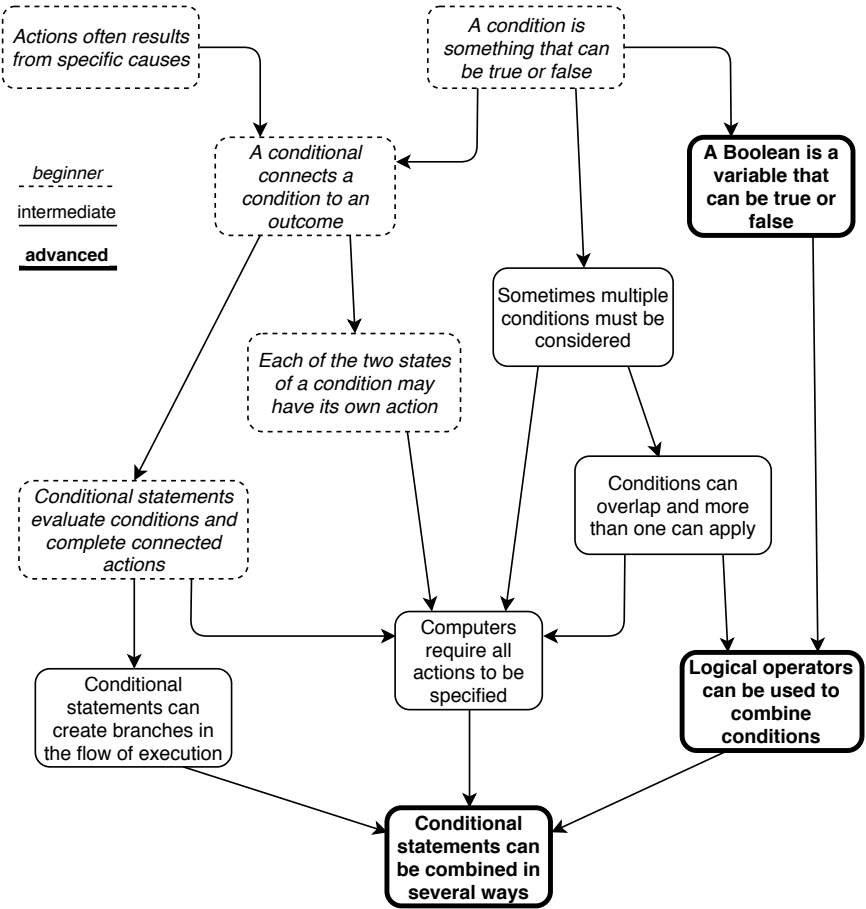 Actions often results
from specific causes
A condition is
something that can
be true or false
A conditional
connects a
condition to an
outcome
A Boolean is a
variable that
can be true or
false
beginner
intermediate
advanced
Sometimes multiple
conditions must be
considered
Each of the two states
of a condition may
have its own action
Conditional statements
evaluate conditions and
complete connected
actions
Conditions can
overlap and more
than one can apply
Computers
require all
actions to be
specified
Conditional
statements can
create branches in
the flow of execution
Logical operators
can be used to
combine
conditions
Conditional
statements can
be combined in
several ways